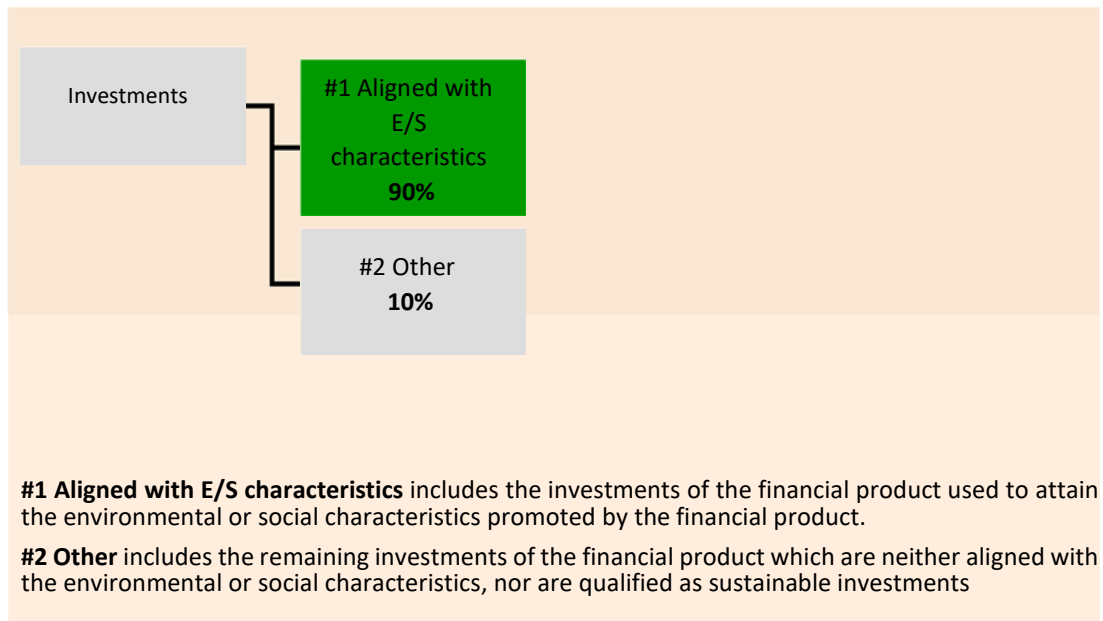 Investments
#1 Aligned with
E/S
characteristics
90%
#2 Other
10%
#1 Aligned with E/S characteristics includes the investments of the financial product used to attain
the environmental or social characteristics promoted by the financial product.
#2 Other includes the remaining investments of the financial product which are neither aligned with
the environmental or social characteristics, nor are qualified as sustainable investments